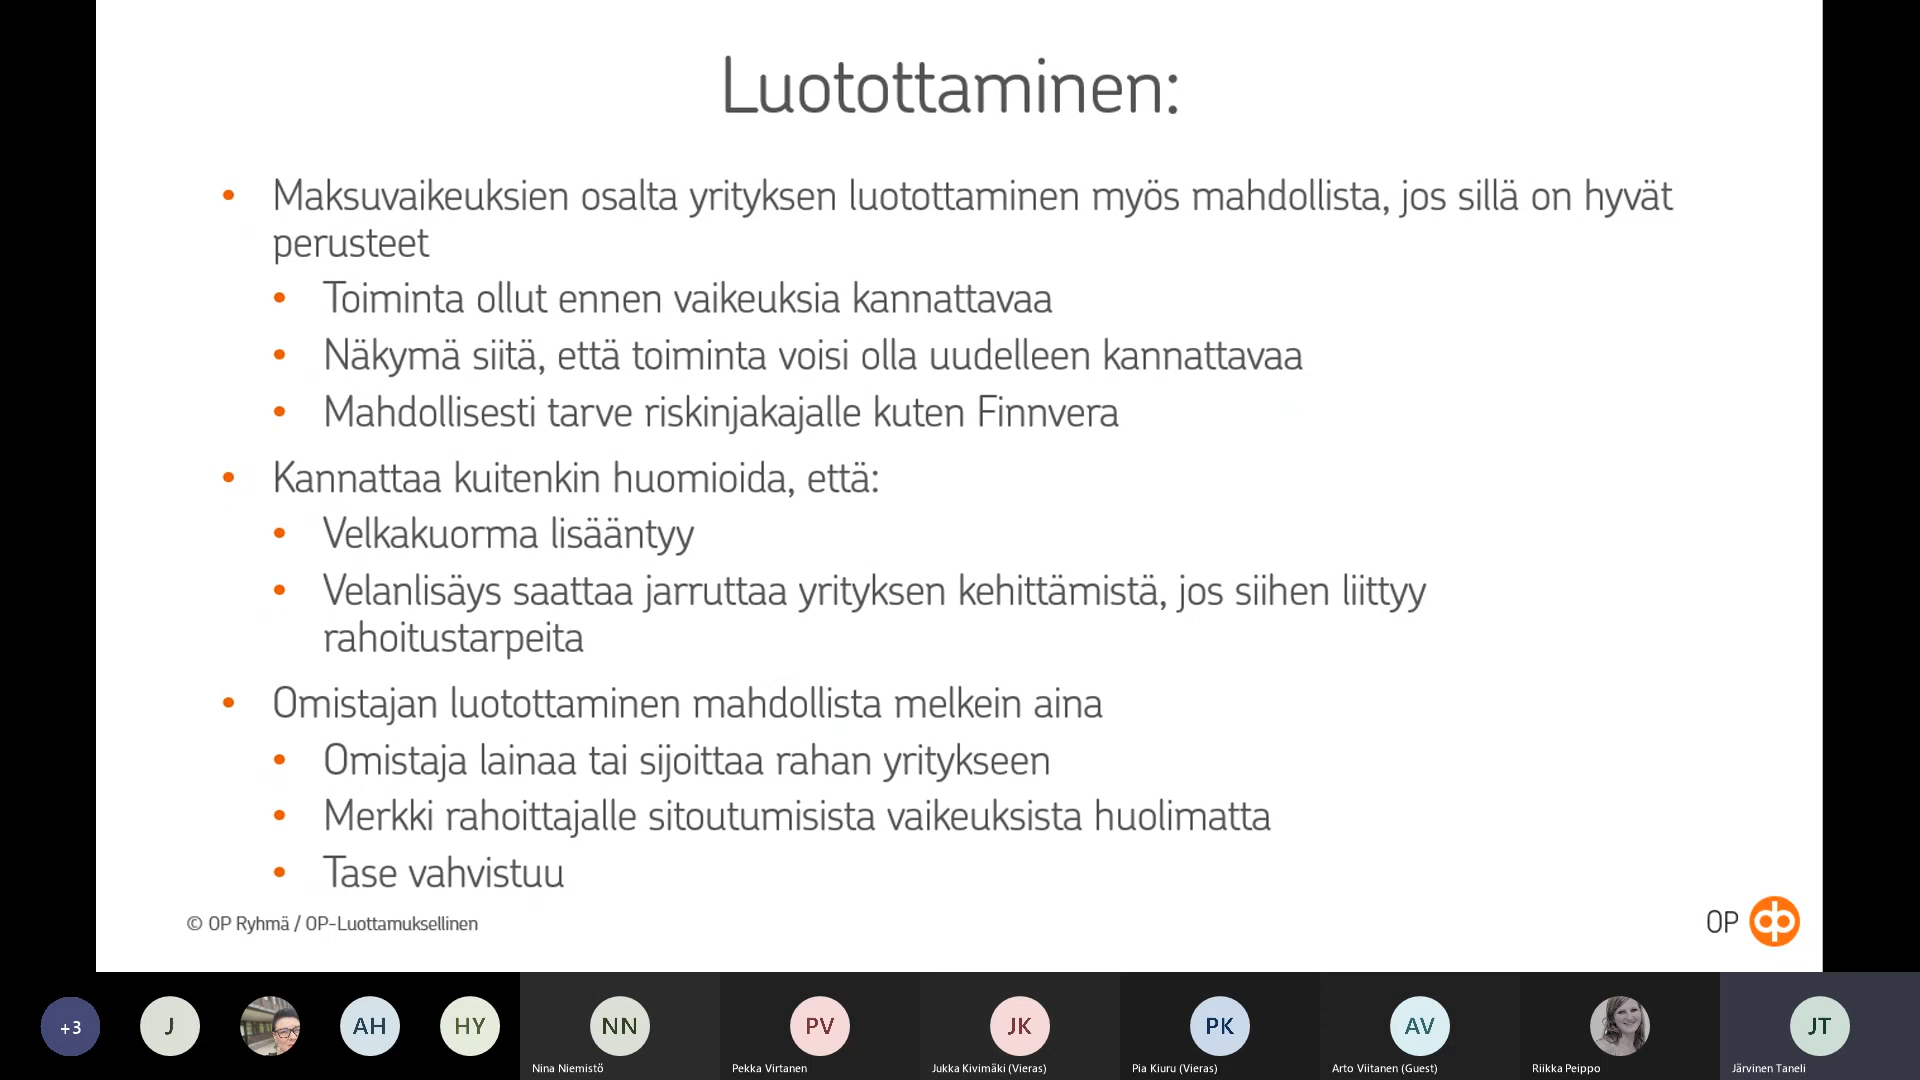 Luotottaminen:
• Maksuvaikeuksien osalta yrityksen luotottaminen myös mahdollista, jos sillä on hyvät
perusteet
• Toiminta ollut ennen vaikeuksia kannattavaa
• Näkymä siitä, että toiminta voisi olla uudelleen kannattavaa
• Mahdollisesti tarve riskinjakajalle kuten Finnvera
• Kannattaa kuitenkin huomioida, että:
• Velkakuorma lisääntyy
• Velanlisäys saattaa jarruttaa yrityksen kehittämistä, jos siihen liittyy
rahoitustarpeita
• Omistajan luotottaminen mahdollista melkein aina
• Omistaja lainaa tai sijoittaa rahan yritykseen
• Merkki rahoittajalle sitoutumisista vaikeuksista huolimatta
• Tase vahvistuu
© OP Ryhmä / OP-Luottamuksellinen
OP
+3 J AH HY NN PV JK PK AV JT
Nina Niemistö Pekka Virtanen Jukka Kivimäki (Vieras) Pia Kiuru (Vieras) Arto Viitanen (Guest) Riikka Peippo Järvinen Taneli